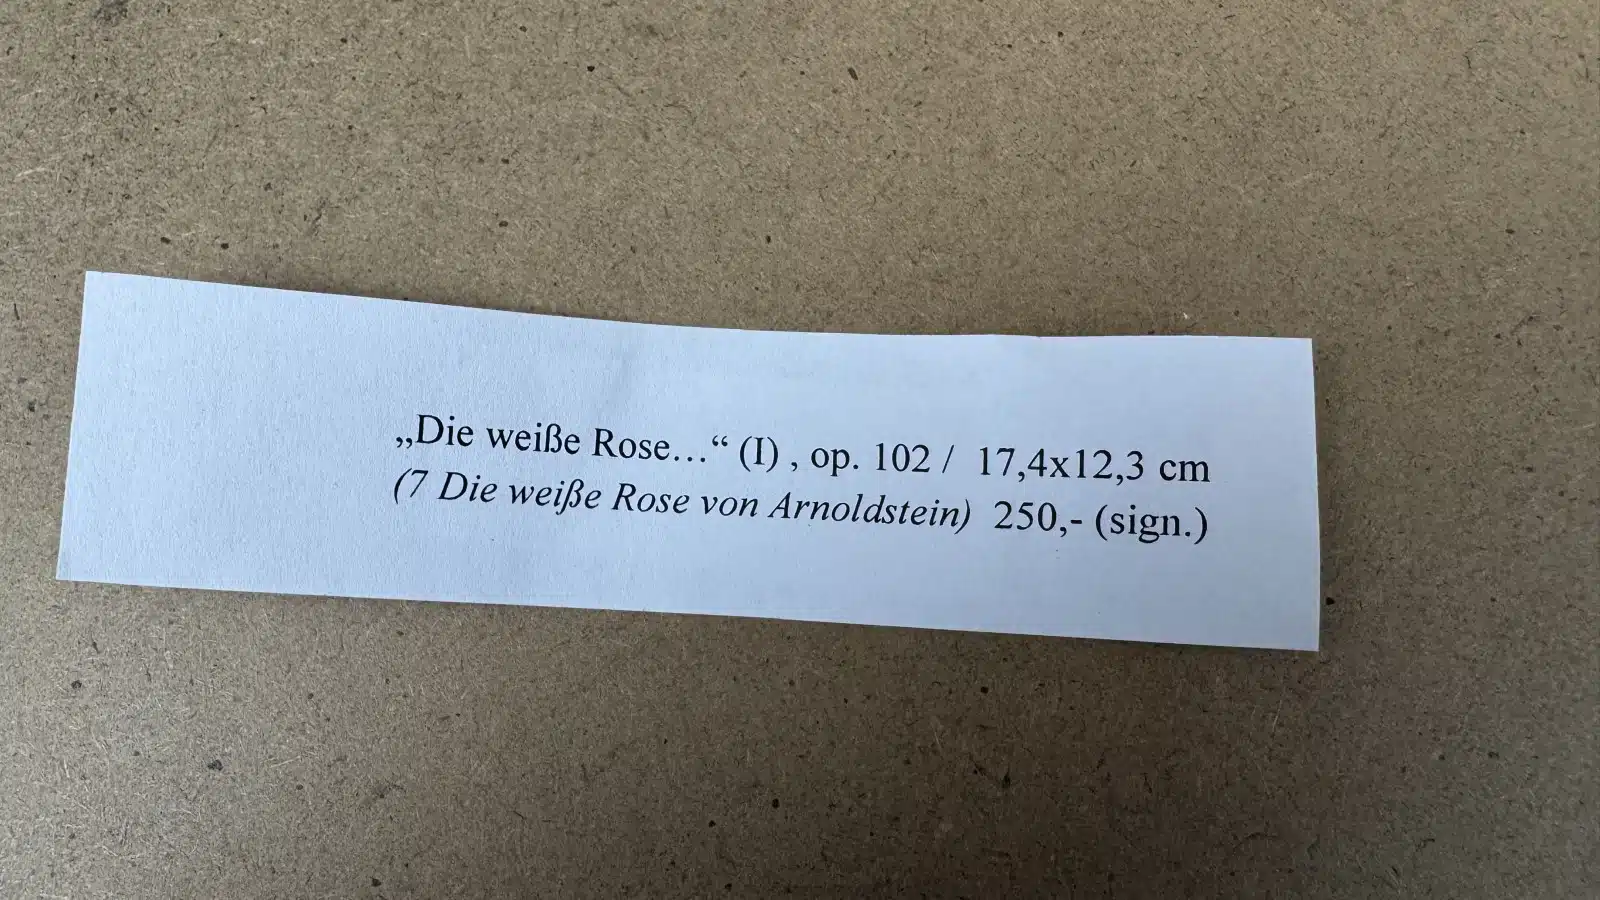 „Die weiße Rose…“ (I) , op. 102 / 17,4x12,3 cm
(7 Die weiße Rose von Arnoldstein) 250,- (sign.)